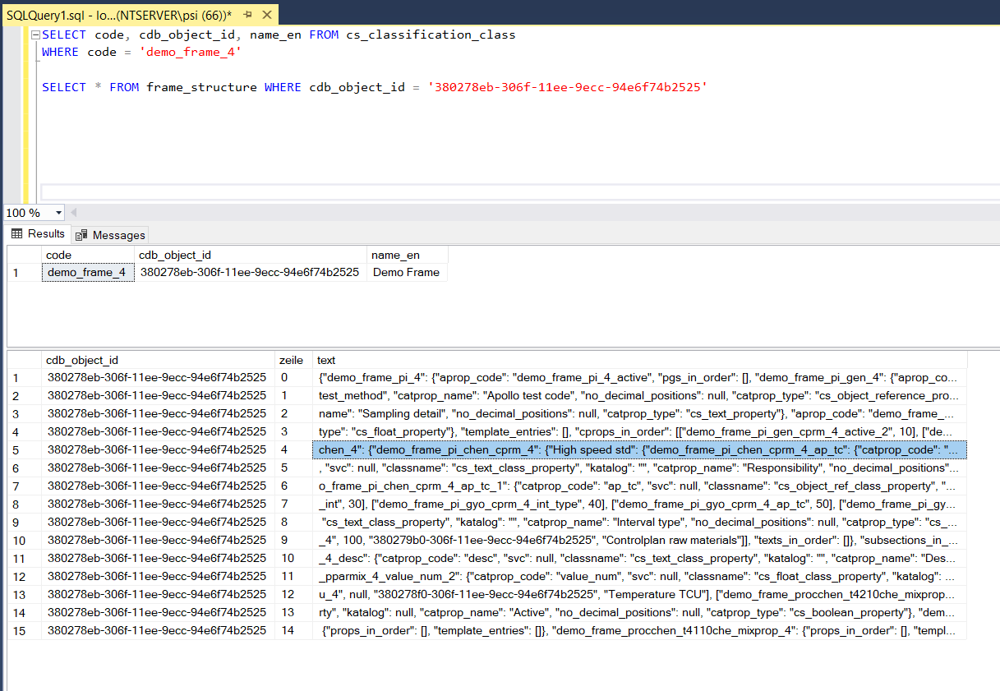 SQLQuery1.sql - lo...(NTSERVER\psi (66))*
SELECT code, cdb_object_id, name_en FROM cs_classification_class
WHERE code = 'demo_frame_4'
SELECT * FROM frame_structure WHERE cdb_object_id = '380278eb-306f-11ee-9ecc-94e6f74b2525'
100 %
Results Messages
code cdb_object_id name_en
1 demo_frame_4 380278eb-306f-11ee-9ecc-94e6f74b2525 Demo Frame
cdb_object_id zeile text
1 380278eb-306f-11ee-9ecc-94e6f74b2525 0 {"demo_frame_pi_4": {"aprop_code": "demo_frame_pi_4_active", "pgs_in_order": [], "demo_frame_pi_gen_4": {"aprop_co...
2 380278eb-306f-11ee-9ecc-94e6f74b2525 1 test_method", "catprop_name": "Apollo test code", "no_decimal_positions": null, "catprop_type": "cs_object_reference_pro...
3 380278eb-306f-11ee-9ecc-94e6f74b2525 2 name": "Sampling detail", "no_decimal_positions": null, "catprop_type": "cs_text_property"}, "aprop_code": "demo_frame_...
4 380278eb-306f-11ee-9ecc-94e6f74b2525 3 type": "cs_float_property"}, "template_entries": [], "cprops_in_order": [["demo_frame_pi_gen_cprm_4_active_2", 10], ["de...
5 380278eb-306f-11ee-9ecc-94e6f74b2525 4 chen_4": {"demo_frame_pi_chen_cprm_4": {"High speed std": {"demo_frame_pi_chen_cprm_4_ap_tc": {"catprop_code": "...
6 380278eb-306f-11ee-9ecc-94e6f74b2525 5 , "svc": null, "classname": "cs_text_class_property", "katalog": "", "catprop_name": "Responsibility", "no_decimal_positions"...
7 380278eb-306f-11ee-9ecc-94e6f74b2525 6 o_frame_pi_chen_cprm_4_ap_tc_1": {"catprop_code": "ap_tc", "svc": null, "classname": "cs_object_ref_class_property", "...
8 380278eb-306f-11ee-9ecc-94e6f74b2525 7 _int", 30], ["demo_frame_pi_gyo_cprm_4_int_type", 40], ["demo_frame_pi_gyo_cprm_4_ap_tc", 50], ["demo_frame_pi_gy...
9 380278eb-306f-11ee-9ecc-94e6f74b2525 8 "cs_text_class_property", "katalog": "", "catprop_name": "Interval type", "no_decimal_positions": null, "catprop_type": "cs_...
10 380278eb-306f-11ee-9ecc-94e6f74b2525 9 _4", 100, "380279b0-306f-11ee-9ecc-94e6f74b2525", "Controlplan raw materials"]], "texts_in_order": []}, "subsections_in_...
11 380278eb-306f-11ee-9ecc-94e6f74b2525 10 _4_desc": {"catprop_code": "desc", "svc": null, "classname": "cs_text_class_property", "katalog": "", "catprop_name": "Des...
12 380278eb-306f-11ee-9ecc-94e6f74b2525 11 _pparmix_4_value_num_2": {"catprop_code": "value_num", "svc": null, "classname": "cs_float_class_property", "katalog": ...
13 380278eb-306f-11ee-9ecc-94e6f74b2525 12 u_4", null, "380278f0-306f-11ee-9ecc-94e6f74b2525", "Temperature TCU"], ["demo_frame_procchen_t4210che_mixprop...
14 380278eb-306f-11ee-9ecc-94e6f74b2525 13 rty", "katalog": null, "catprop_name": "Active", "no_decimal_positions": null, "catprop_type": "cs_boolean_property"}, "dem...
15 380278eb-306f-11ee-9ecc-94e6f74b2525 14 {"props_in_order": [], "template_entries": []}, "demo_frame_procchen_t4110che_mixprop_4": {"props_in_order": [], "templ...